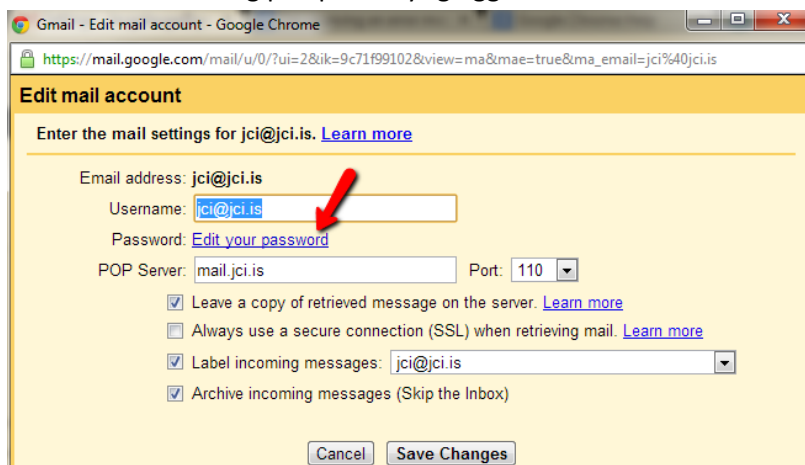 Gmail - Edit mail account - Google Chrome
https://mail.google.com/mail/u/0/?ui=2&ik=9c71f99102&view=ma&mae=true&ma_email=jci%40jci.is
Edit mail account
Enter the mail settings for jci@jci.is. Learn more
Email address: jci@jci.is
Username: jci@jci.is
Password: Edit your password
POP Server: mail.jci.is Port: 110
Leave a copy of retrieved message on the server. Learn more
Always use a secure connection (SSL) when retrieving mail. Learn more
Label incoming messages: jci@jci.is
Archive incoming messages (Skip the Inbox)
Cancel Save Changes